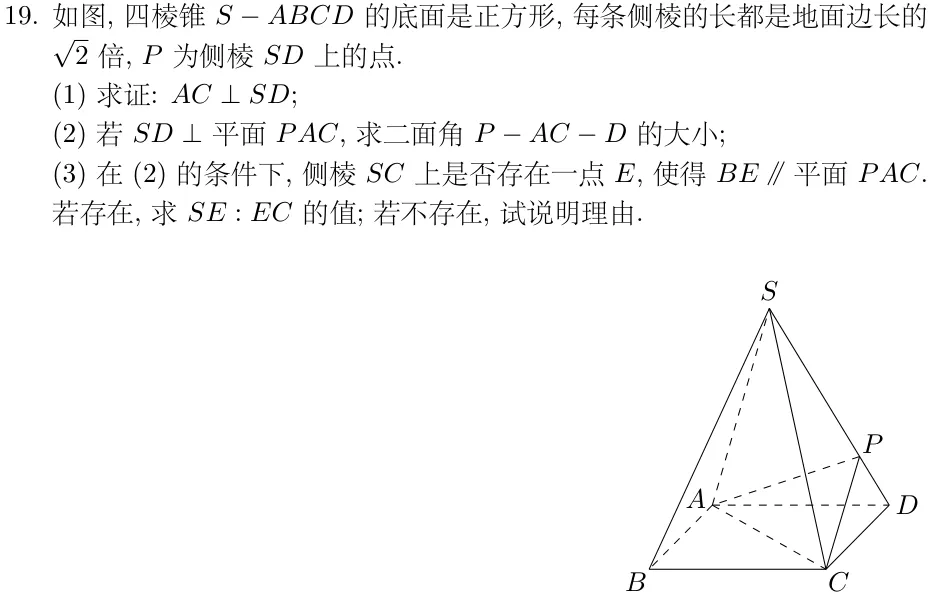 19. 如图, 四棱锥 S − ABCD 的底面是正方形, 每条侧棱的长都是地面边长的
√2 倍, P 为侧棱 SD 上的点.
(1) 求证: AC ⊥ SD;
(2) 若 SD ⊥ 平面 PAC, 求二面角 P − AC − D 的大小;
(3) 在 (2) 的条件下, 侧棱 SC 上是否存在一点 E, 使得 BE ∥ 平面 PAC.
若存在, 求 SE : EC 的值; 若不存在, 试说明理由.
S
P
A
D
B
C